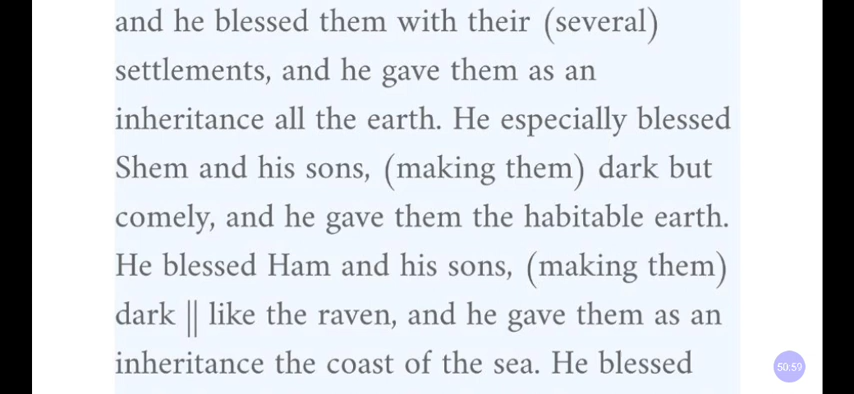 and he blessed them with their (several)
settlements, and he gave them as an
inheritance all the earth. He especially blessed
Shem and his sons, (making them) dark but
comely, and he gave them the habitable earth.
He blessed Ham and his sons, (making them)
dark || like the raven, and he gave them as an
inheritance the coast of the sea. He blessed
50:59